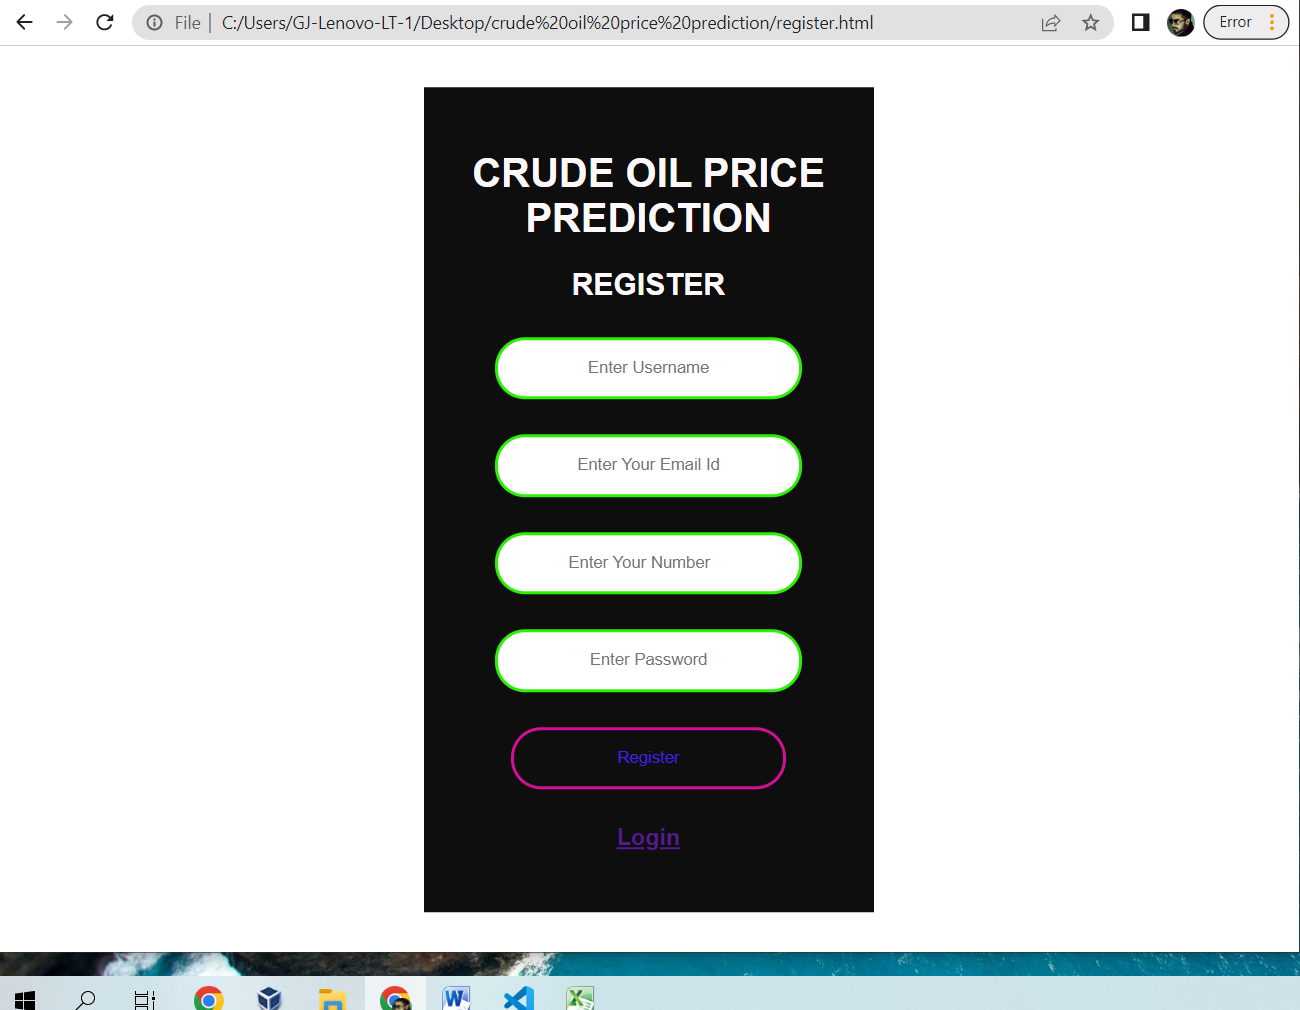 File | C:/Users/GJ-Lenovo-LT-1/Desktop/crude%20oil%20price%20prediction/register.html
Error
CRUDE OIL PRICE
PREDICTION
REGISTER
Enter Username
Enter Your Email Id
Enter Your Number
Enter Password
Register
Login